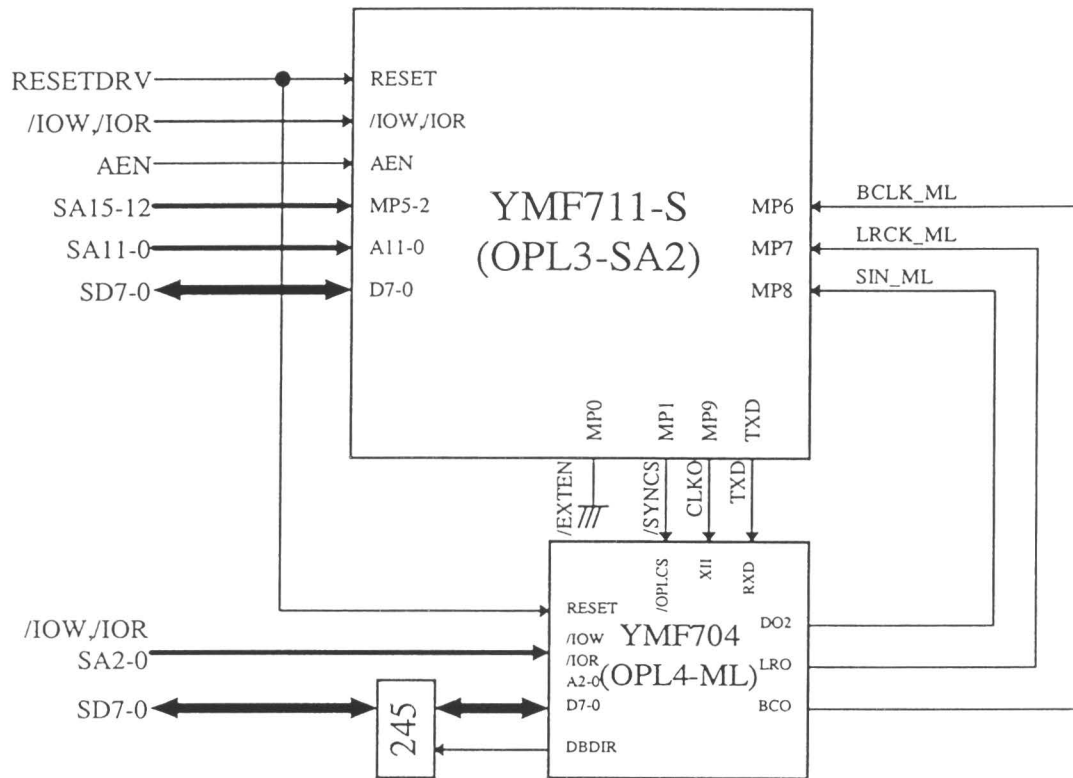 RESETDRV
RESET
/IOW,/IOR
/IOW,/IOR
AEN
AEN
SA15-12
MP5-2
SA11-0
A11-0
SD7-0
D7-0
YMF711-S
(OPL3-SA2)
MP6
BCLK_ML
MP7
LRCK_ML
MP8
SIN_ML
MP0
MP1
MP9
TXD
/EXTEN
/SYNCS
CLKO
TXD
/OPLCS
XII
RXD
RESET
/IOW
/IOR
A2-0
D7-0
DBDIR
YMF704
(OPL4-ML)
DO2
LRO
BCO
/IOW,/IOR
SA2-0
SD7-0
245